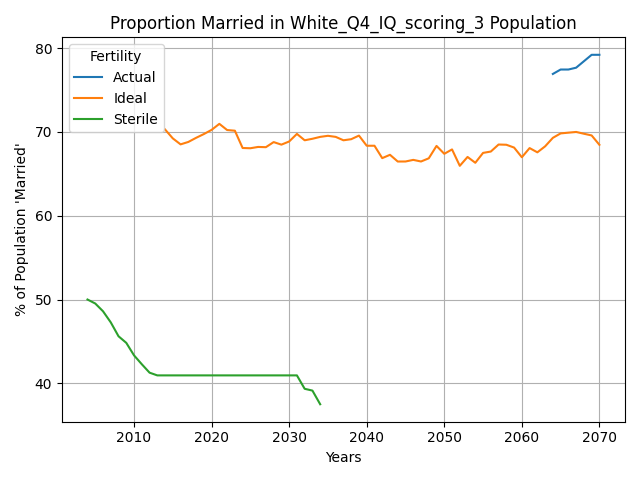 Proportion Married in White_Q4_IQ_scoring_3 Population
Fertility
Actual
Ideal
Sterile
% of Population 'Married'
80
70
60
50
40
2010 2020 2030 2040 2050 2060 2070
Years